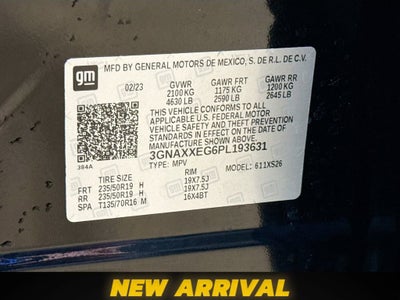 gm
MFD BY GENERAL MOTORS DE MEXICO, S. DE R.L. DE C.V.
02/23 GVWR GAWR FRT GAWR RR
2100 KG 1175 KG 1200 KG
4630 LB 2590 LB 2645 LB
THIS VEHICLE CONFORMS TO ALL
APPLICABLE U.S. FEDERAL MOTOR
VEHICLE SAFETY AND THEFT PREVENTION
STANDARDS IN EFFECT ON THE DATE OF
MANUFACTURE SHOWN ABOVE.
3GNAXXEG6PL193631
394A TYPE: MPV MODEL: 611XS26
TIRE SIZE RIM
FRT 235/50R19 H 19X7.5J
RR 235/50R19 H 19X7.5J
SPA T135/70R16 M 16X4BT
NEW ARRIVAL